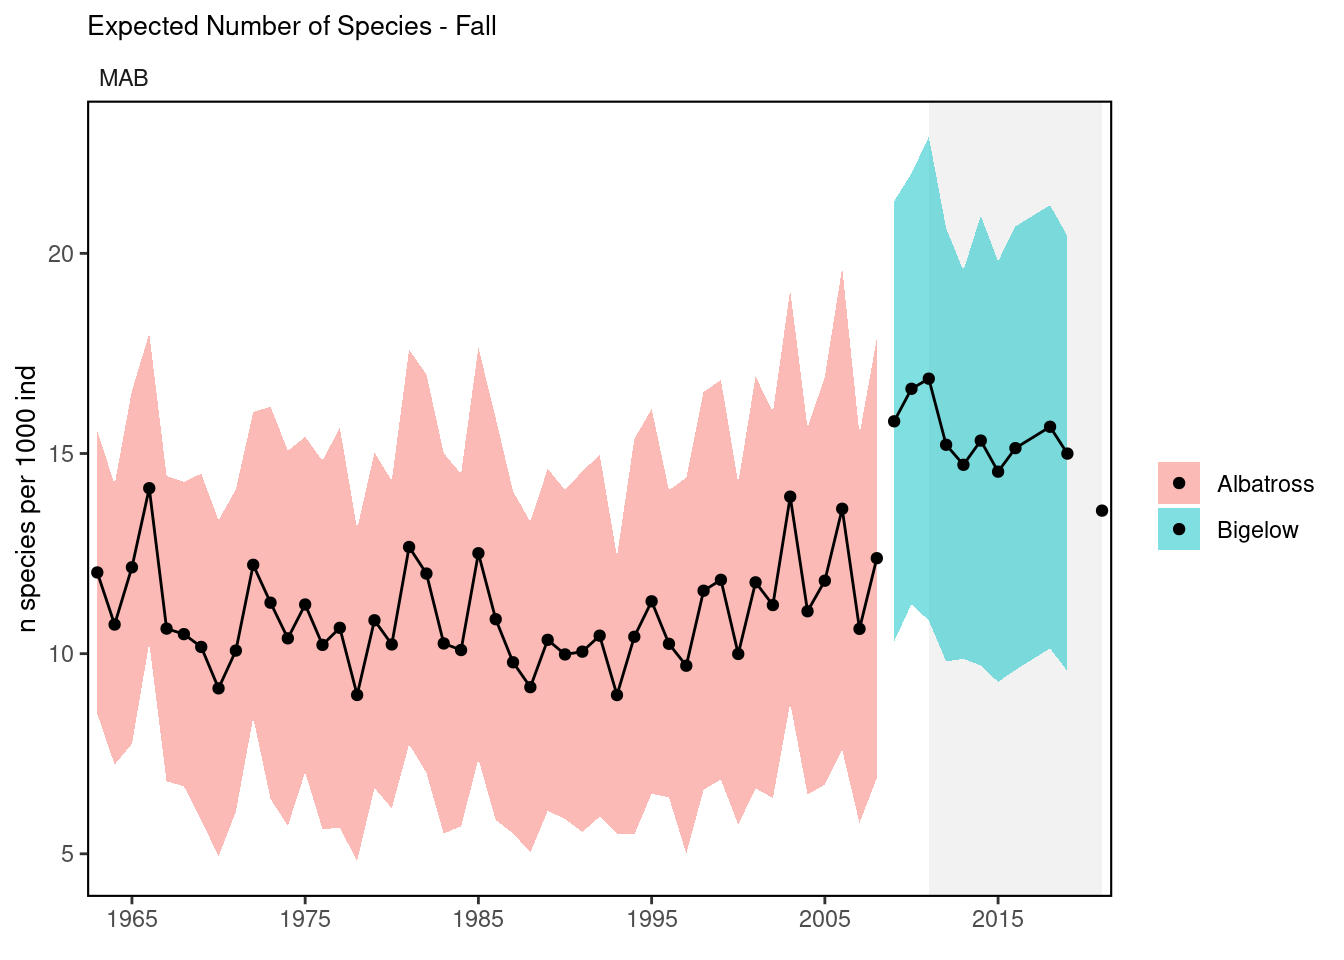 Expected Number of Species - Fall
MAB
n species per 1000 ind
20
15
10
5
1965 1975 1985 1995 2005 2015
Albatross
Bigelow